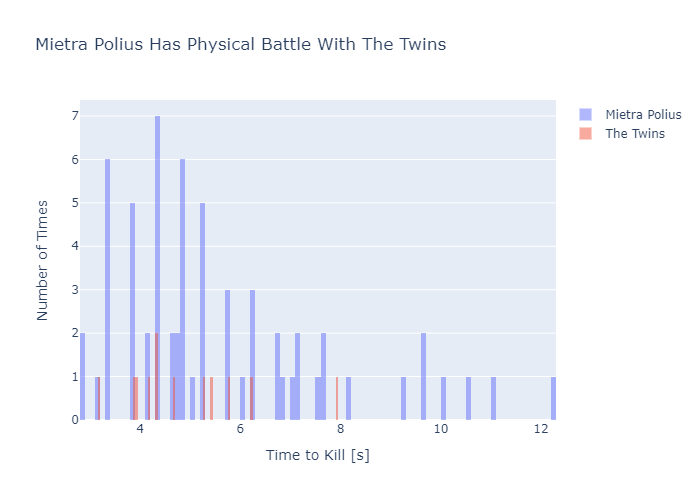 Mietra Polius Has Physical Battle With The Twins
Mietra Polius
The Twins
7
6
5
4
3
2
1
0
Number of Times
4 6 8 10 12
Time to Kill [s]